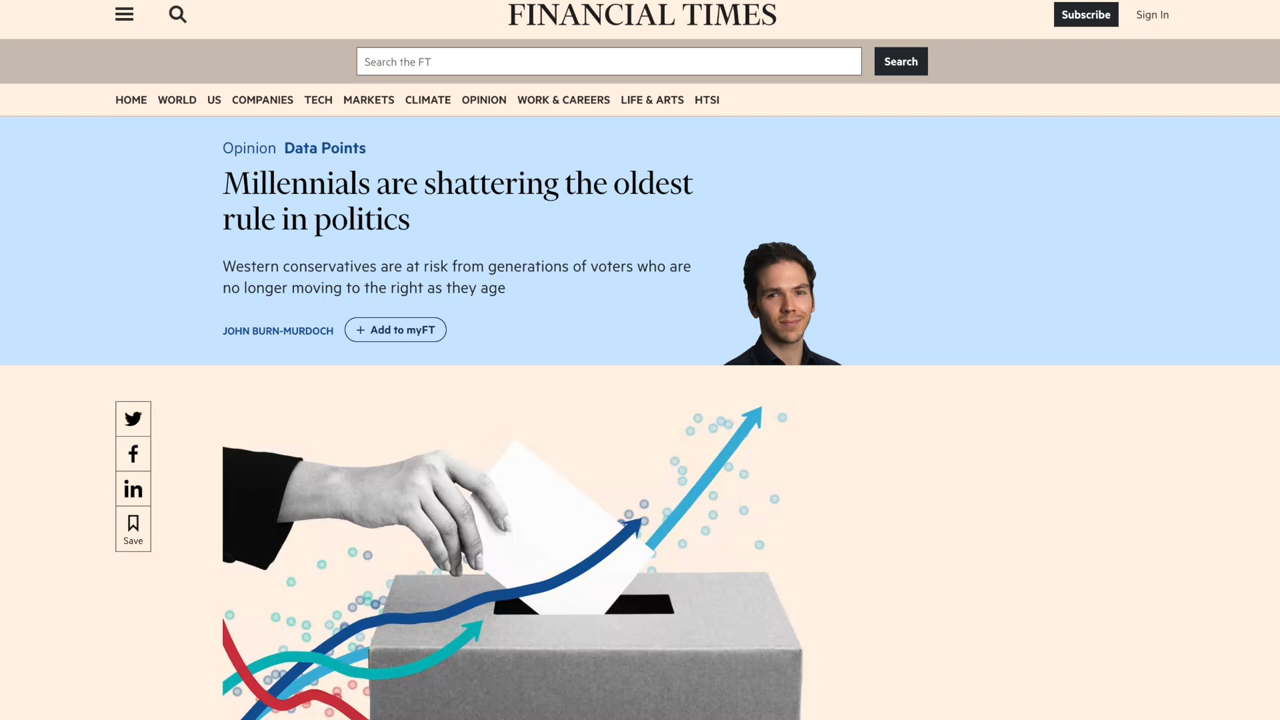 FINANCIAL TIMES
Subscribe
Sign In
Search the FT
Search
HOME WORLD US COMPANIES TECH MARKETS CLIMATE OPINION WORK & CAREERS LIFE & ARTS HTSI
Opinion Data Points
Millennials are shattering the oldest
rule in politics
Western conservatives are at risk from generations of voters who are
no longer moving to the right as they age
JOHN BURN-MURDOCH
+ Add to myFT
Save